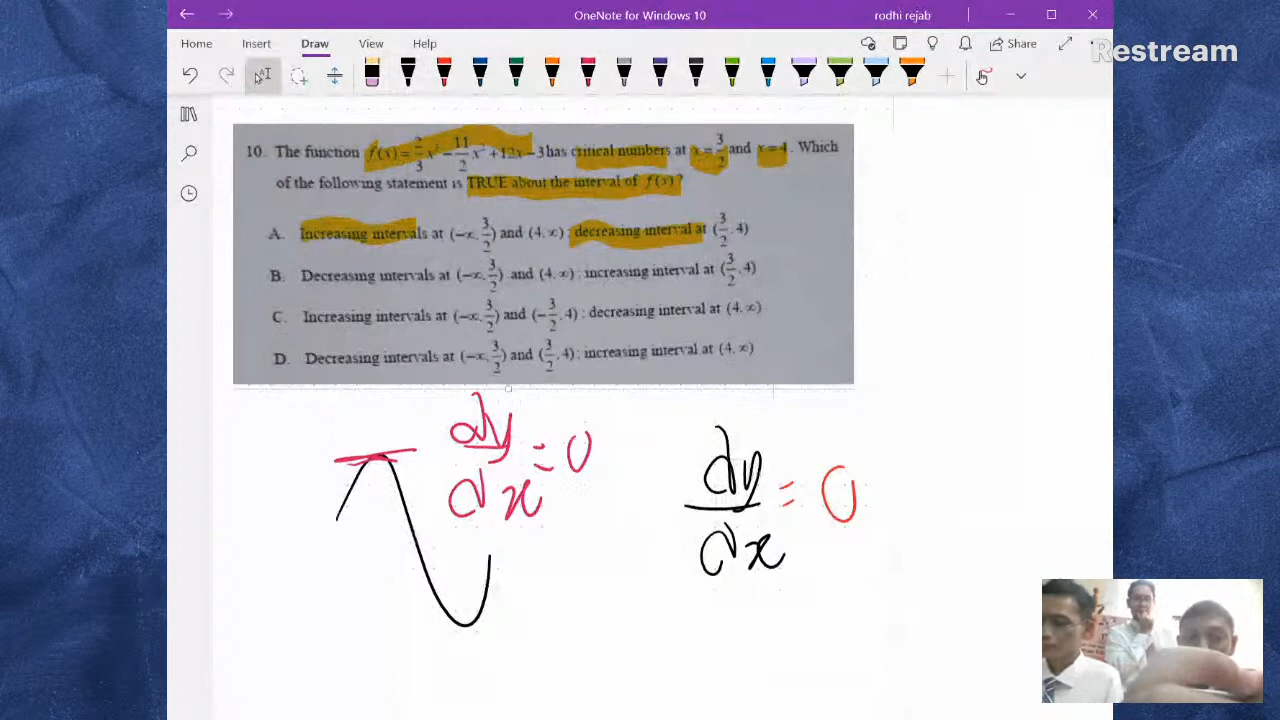 OneNote for Windows 10
rodhi rejab
Home Insert Draw View Help
Share
Restream
10. The function f(x) = 2/3 x³ − 11/2 x² + 12x − 3 has critical numbers at x = 3/2 and x = 4. Which
of the following statement is TRUE about the interval of f(x)?
A. Increasing intervals at (−∞, 3/2) and (4, ∞) ; decreasing interval at (3/2, 4)
B. Decreasing intervals at (−∞, 3/2) and (4, ∞) ; increasing interval at (3/2, 4)
C. Increasing intervals at (−∞, 3/2) and (−3/2, 4) ; decreasing interval at (4, ∞)
D. Decreasing intervals at (−∞, 3/2) and (3/2, 4) ; increasing interval at (4, ∞)
dy/dx = 0
dy/dx = 0